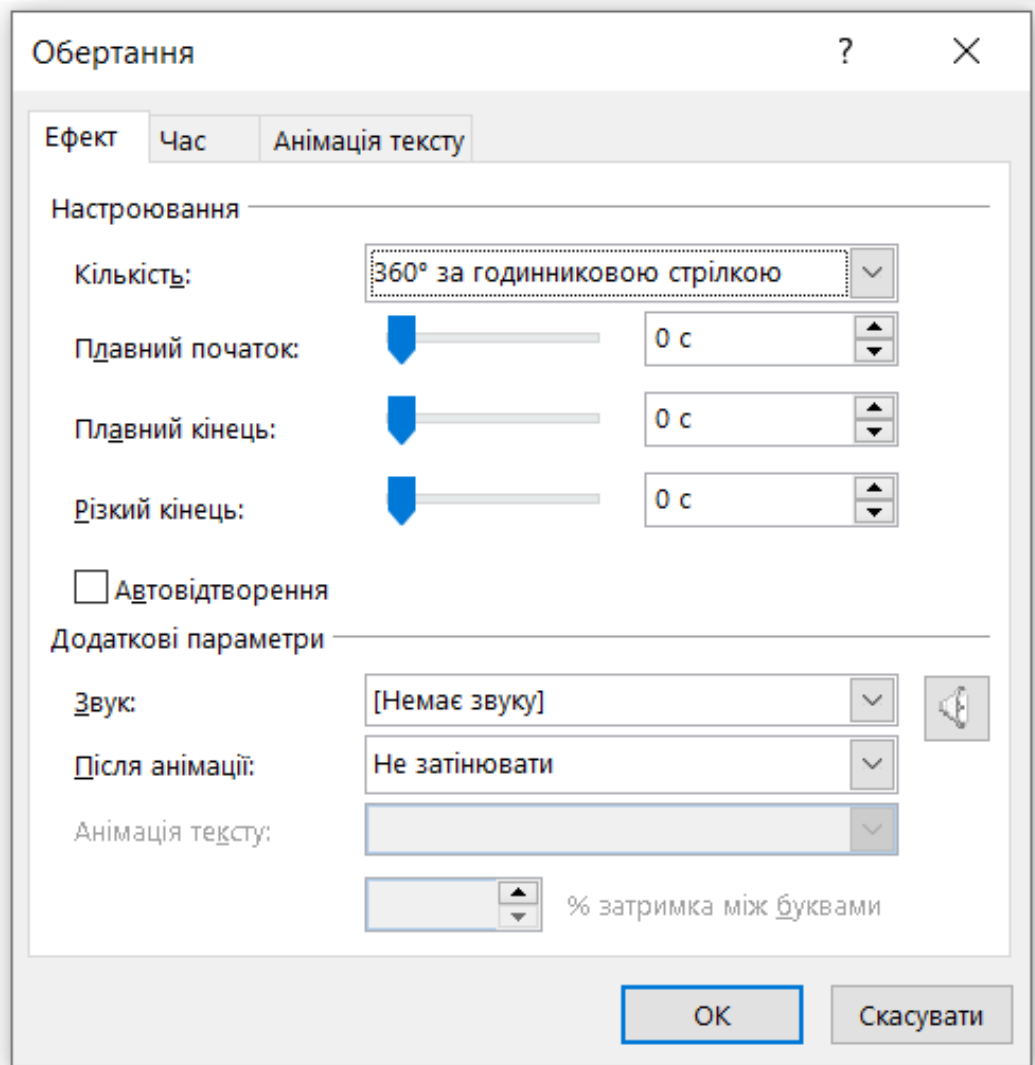 Обертання ?
Ефект Час Анімація тексту
Настроювання
Кількість: 360° за годинниковою стрілкою
Плавний початок: 0 с
Плавний кінець: 0 с
Різкий кінець: 0 с
Автовідтворення
Додаткові параметри
Звук: [Немає звуку]
Після анімації: Не затінювати
Анімація тексту:
% затримка між буквами
ОК Скасувати